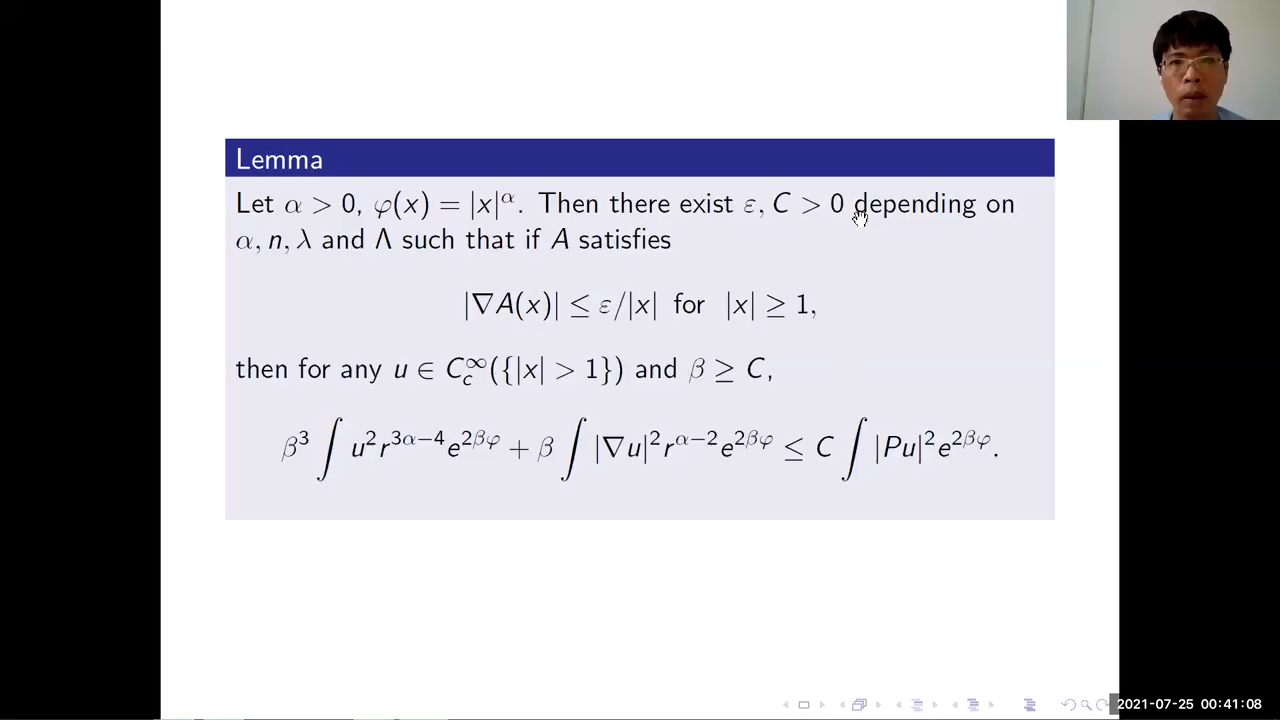 Lemma
Let α > 0, φ(x) = |x|^α. Then there exist ε, C > 0 depending on
α, n, λ and Λ such that if A satisfies
|∇A(x)| ≤ ε/|x| for |x| ≥ 1,
then for any u ∈ C_c^∞({|x| > 1}) and β ≥ C,
β^3 ∫ u^2 r^{3α−4} e^{2βφ} + β ∫ |∇u|^2 r^{α−2} e^{2βφ} ≤ C ∫ |Pu|^2 e^{2βφ}.
2021-07-25 00:41:08